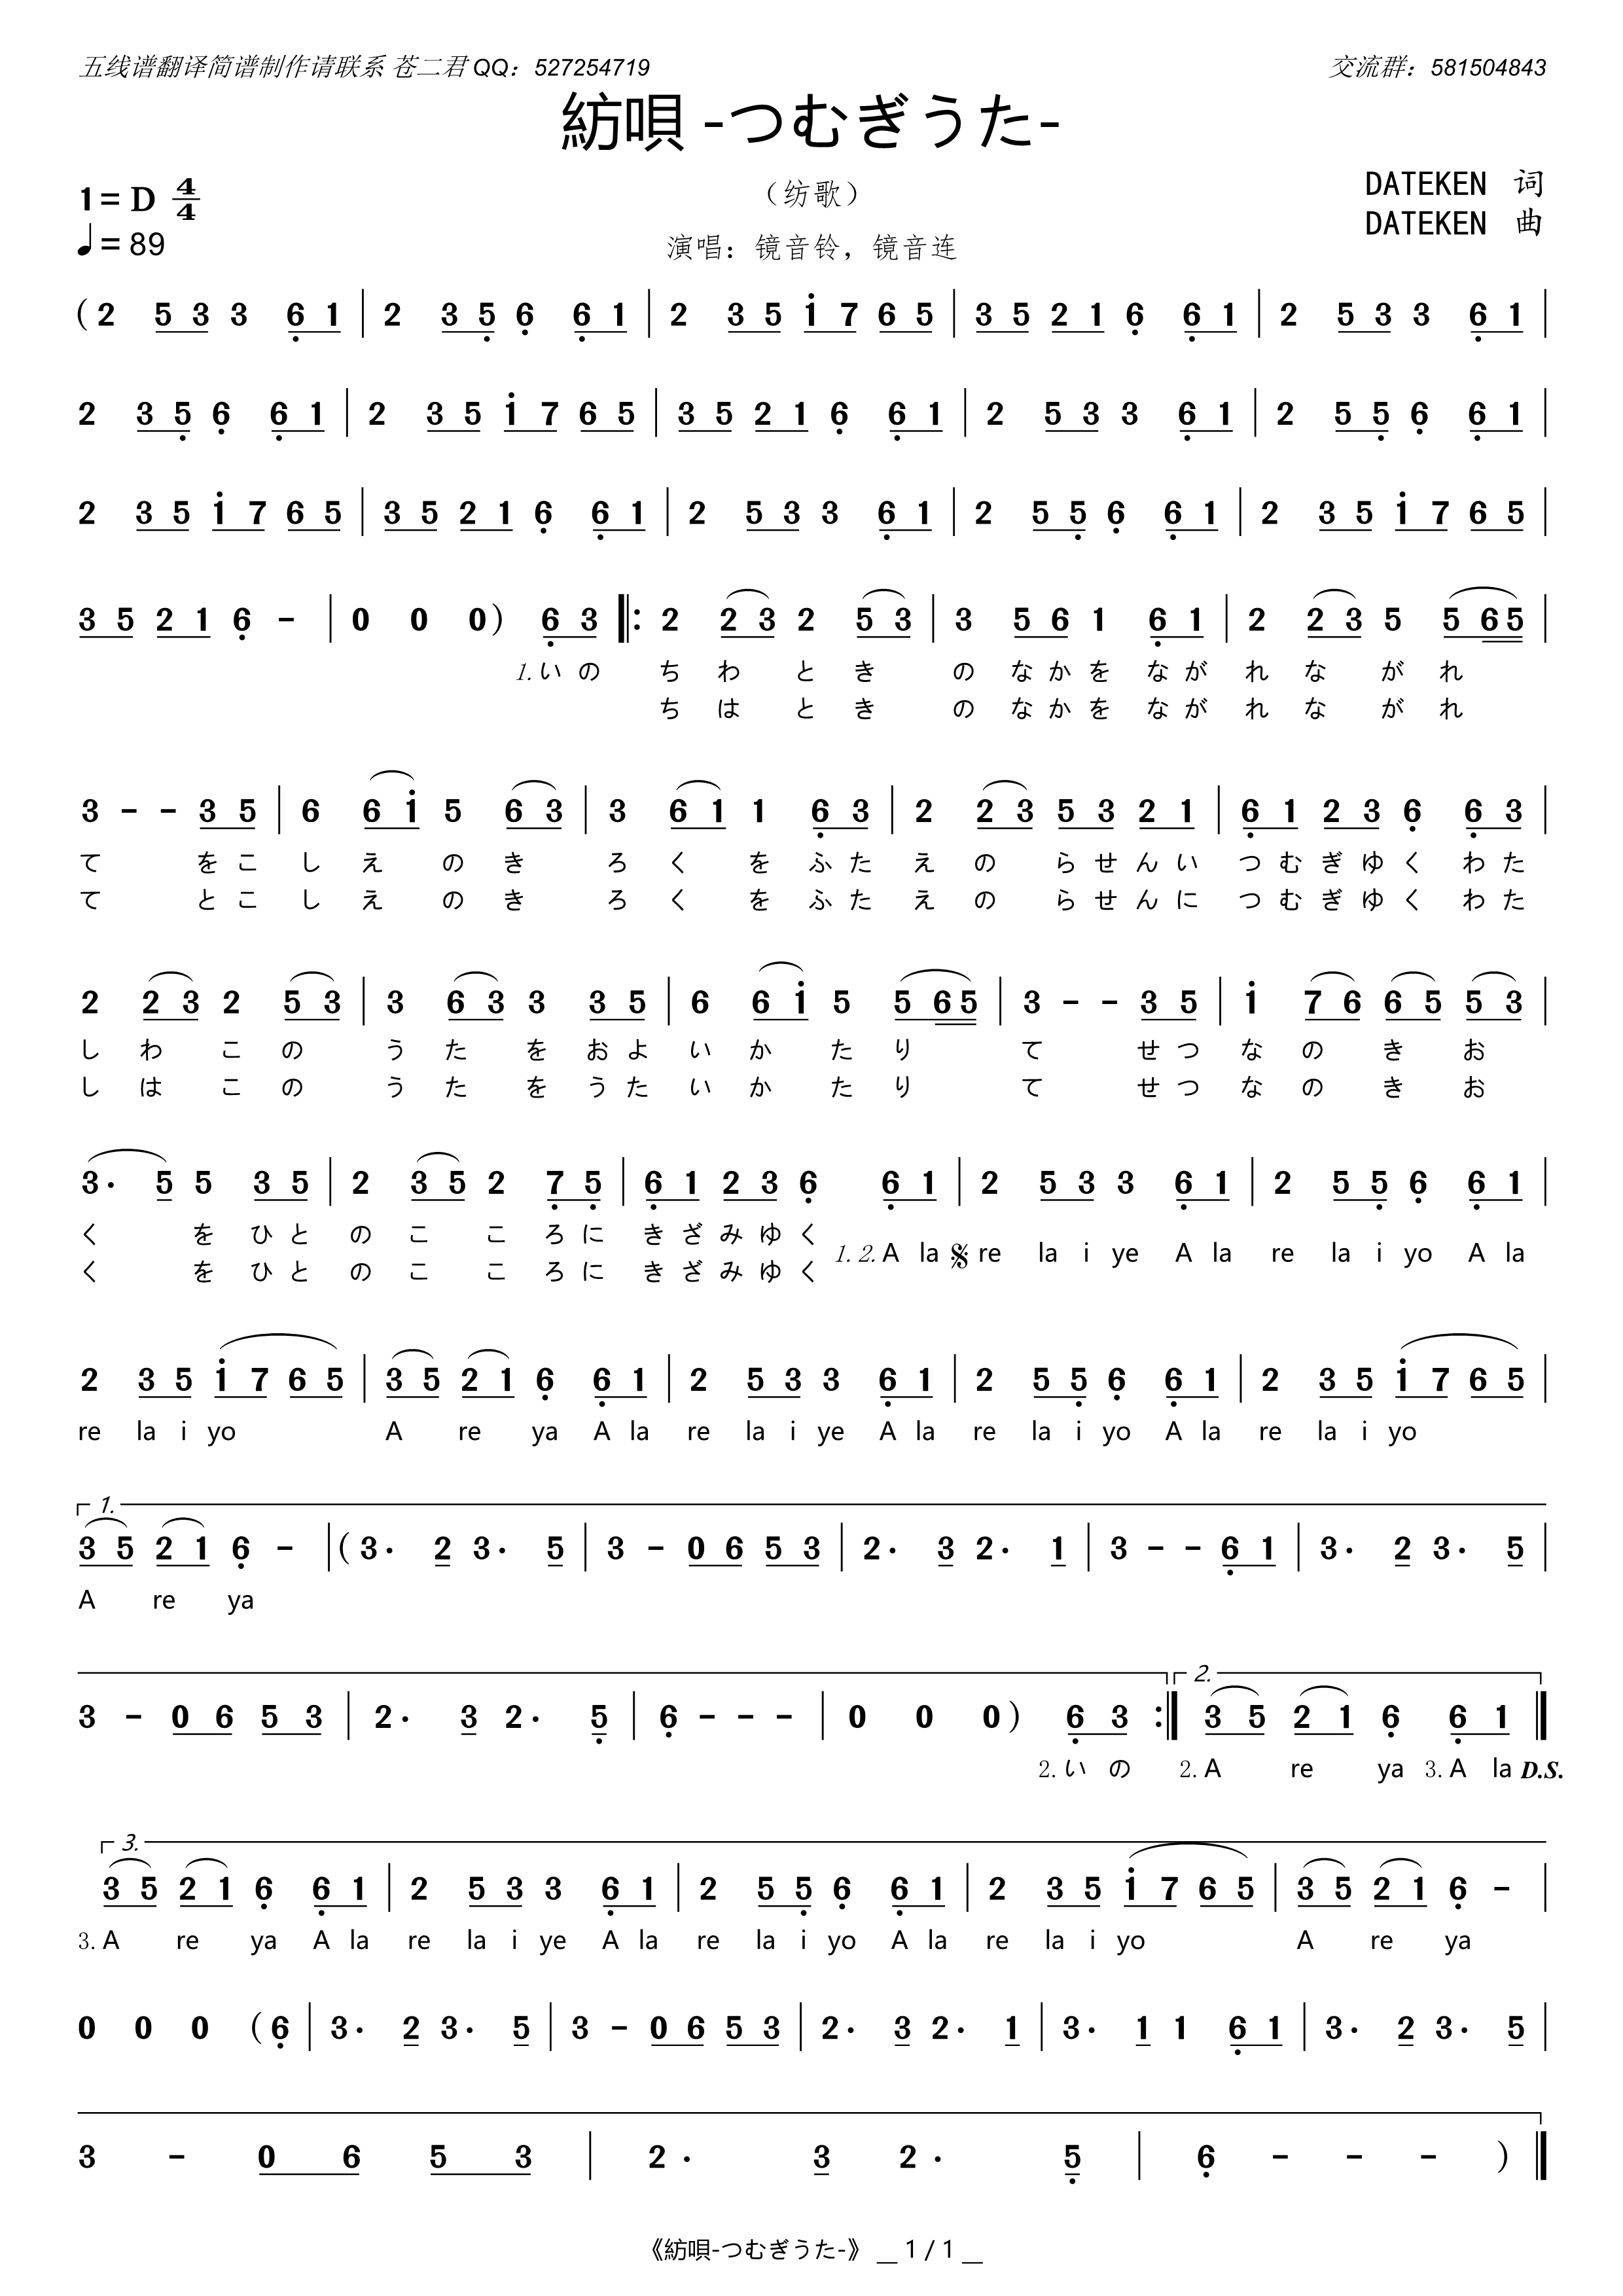 五线谱翻译简谱制作请联系 苍二君 QQ：527254719 交流群：581504843
紡唄 -つむぎうた-
1= D 4/4 （纺歌） DATEKEN 词
♩= 89 演唱：镜音铃，镜音连 DATEKEN 曲
( 2 5 3 3 6 1 | 2 3 5 6 6 1 | 2 3 5 i 7 6 5 | 3 5 2 1 6 6 1 | 2 5 3 3 6 1 |
2 3 5 6 6 1 | 2 3 5 i 7 6 5 | 3 5 2 1 6 6 1 | 2 5 3 3 6 1 | 2 5 5 6 6 1 |
2 3 5 i 7 6 5 | 3 5 2 1 6 6 1 | 2 5 3 3 6 1 | 2 5 5 6 6 1 | 2 3 5 i 7 6 5 |
3 5 2 1 6 - | 0 0 0 ) 6 3 ‖: 2 2 3 2 5 3 | 3 5 6 1 6 1 | 2 2 3 5 5 6 5 |
1. い の ち わ と き の な か を な が れ な が れ
ち は と き の な か を な が れ な が れ
3 - - 3 5 | 6 6 i 5 6 3 | 3 6 1 1 6 3 | 2 2 3 5 3 2 1 | 6 1 2 3 6 6 3 |
て を こ し え の き ろ く を ふ た え の ら せ ん い つ む ぎ ゆ く わ た
て と こ し え の き ろ く を ふ た え の ら せ ん に つ む ぎ ゆ く わ た
2 2 3 2 5 3 | 3 6 3 3 3 5 | 6 6 i 5 5 6 5 | 3 - - 3 5 | i 7 6 6 5 5 3 |
し わ こ の う た を お よ い か た り て せ つ な の き お
し は こ の う た を う た い か た り て せ つ な の き お
3· 5 5 3 5 | 2 3 5 2 7 5 | 6 1 2 3 6 6 1 | 2 5 3 3 6 1 | 2 5 5 6 6 1 |
く を ひ と の こ こ ろ に き ざ み ゆ く
1. 2. A la 𝄋 re la i ye A la re la i yo A la
く を ひ と の こ こ ろ に き ざ み ゆ く
2 3 5 i 7 6 5 | 3 5 2 1 6 6 1 | 2 5 3 3 6 1 | 2 5 5 6 6 1 | 2 3 5 i 7 6 5 |
re la i yo A re ya A la re la i ye A la re la i yo A la re la i yo
1.
3 5 2 1 6 - | ( 3· 2 3· 5 | 3 - 0 6 5 3 | 2· 3 2· 1 | 3 - - 6 1 | 3· 2 3· 5 |
A re ya
2.
3 - 0 6 5 3 | 2· 3 2· 5 | 6 - - - | 0 0 0 ) 6 3 :‖ 3 5 2 1 6 6 1 ‖
2. い の 2. A re ya 3. A la D.S.
3.
3 5 2 1 6 6 1 | 2 5 3 3 6 1 | 2 5 5 6 6 1 | 2 3 5 i 7 6 5 | 3 5 2 1 6 - |
3. A re ya A la re la i ye A la re la i yo A la re la i yo A re ya
0 0 0 ( 6 | 3· 2 3· 5 | 3 - 0 6 5 3 | 2· 3 2· 1 | 3· 1 1 6 1 | 3· 2 3· 5 |
3 - 0 6 5 3 | 2· 3 2· 5 | 6 - - - ) ‖
《紡唄-つむぎうた-》 __ 1 / 1 __